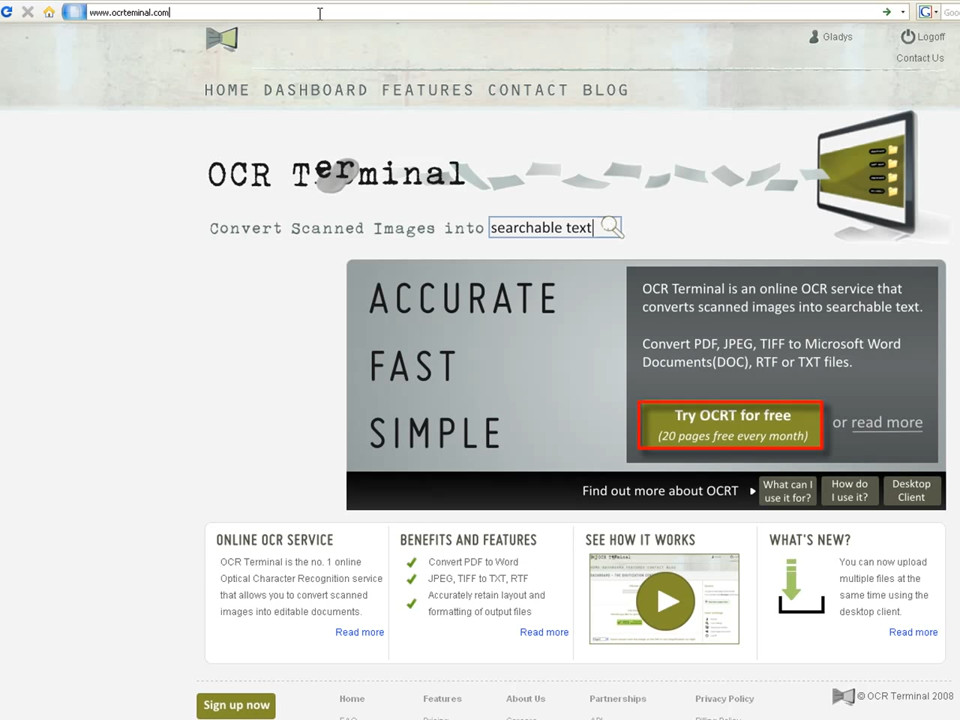 www.ocrteminal.com
Gladys
Logoff
Contact Us
HOME DASHBOARD FEATURES CONTACT BLOG
OCR Terminal
Convert Scanned Images into searchable text
ACCURATE
FAST
SIMPLE
OCR Terminal is an online OCR service that
converts scanned images into searchable text.
Convert PDF, JPEG, TIFF to Microsoft Word
Documents(DOC), RTF or TXT files.
Try OCRT for free
(20 pages free every month)
or read more
Find out more about OCRT
What can I
use it for?
How do
I use it?
Desktop
Client
ONLINE OCR SERVICE
OCR Terminal is the no. 1 online
Optical Character Recognition service
that allows you to convert scanned
images into editable documents.
Read more
BENEFITS AND FEATURES
Convert PDF to Word
JPEG, TIFF to TXT, RTF
Accurately retain layout and
formatting of output files
Read more
SEE HOW IT WORKS
WHAT'S NEW?
You can now upload
multiple files at the
same time using the
desktop client.
Read more
Sign up now
Home
Features
About Us
Partnerships
Privacy Policy
© OCR Terminal 2008